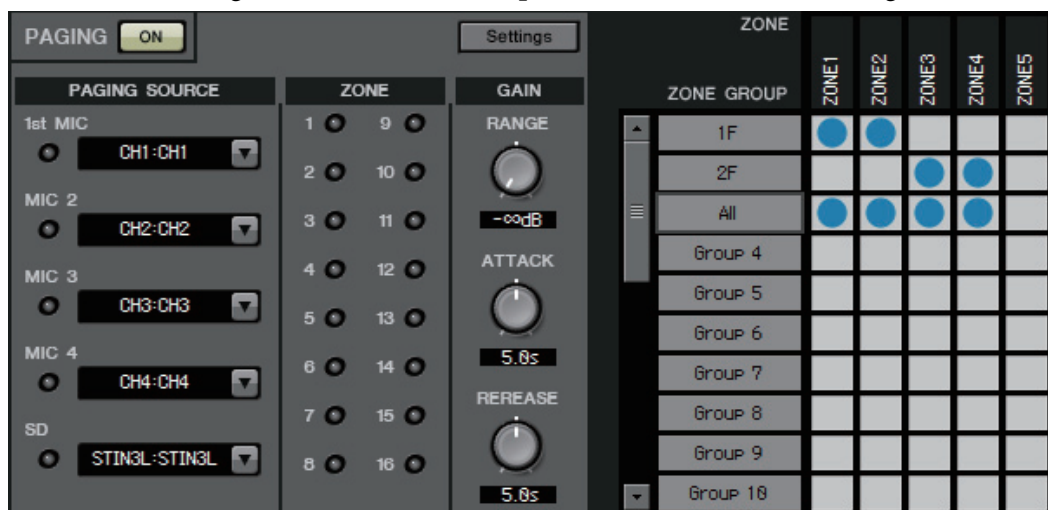 PAGING ON Settings
PAGING SOURCE ZONE GAIN
1st MIC
CH1:CH1
MIC 2
CH2:CH2
MIC 3
CH3:CH3
MIC 4
CH4:CH4
SD
STIN3L:STIN3L
1 9
2 10
3 11
4 12
5 13
6 14
7 15
8 16
RANGE
-∞dB
ATTACK
5.0s
REREASE
5.0s
ZONE
ZONE GROUP
ZONE1
ZONE2
ZONE3
ZONE4
ZONE5
1F
2F
All
Group 4
Group 5
Group 6
Group 7
Group 8
Group 9
Group 10